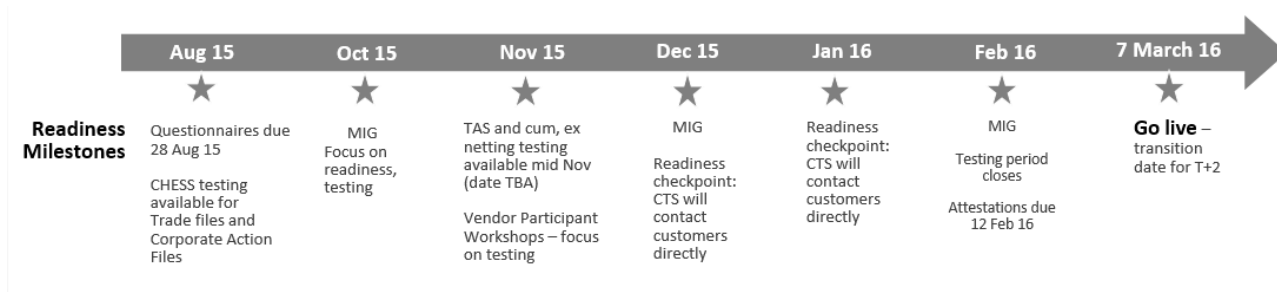 Aug 15
Oct 15
Nov 15
Dec 15
Jan 16
Feb 16
7 March 16
Readiness
Milestones
Questionnaires due
28 Aug 15
CHESS testing
available for
Trade files and
Corporate Action
Files
MIG
Focus on
readiness,
testing
TAS and cum, ex
netting testing
available mid Nov
(date TBA)
Vendor Participant
Workshops – focus
on testing
MIG
Readiness
checkpoint:
CTS will
contact
customers
directly
Readiness
checkpoint:
CTS will
contact
customers
directly
MIG
Testing period
closes
Attestations due
12 Feb 16
Go live –
transition
date for T+2